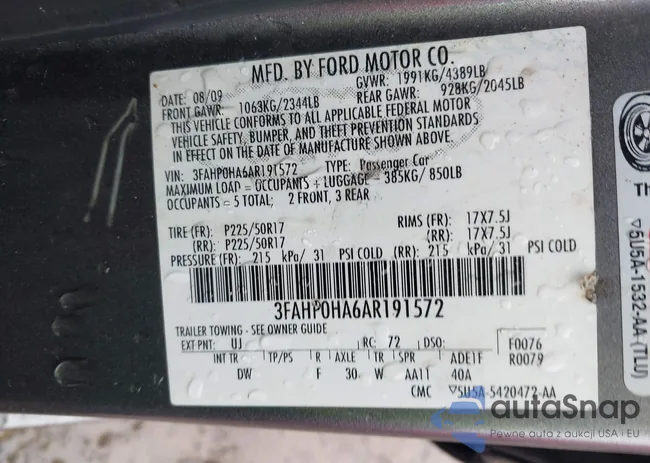 MFD. BY FORD MOTOR CO.
DATE: 08/09 GVWR: 1991KG/4389LB
FRONT GAWR: 1063KG/2344LB REAR GAWR: 928KG/2045LB
THIS VEHICLE CONFORMS TO ALL APPLICABLE FEDERAL MOTOR
VEHICLE SAFETY, BUMPER, AND THEFT PREVENTION STANDARDS
IN EFFECT ON THE DATE OF MANUFACTURE SHOWN ABOVE.
VIN: 3FAHP0HA6AR191572 TYPE: Passenger Car
MAXIMUM LOAD = OCCUPANTS + LUGGAGE = 385KG/ 850LB
OCCUPANTS = 5 TOTAL; 2 FRONT, 3 REAR
TIRE (FR): P225/50R17 RIMS (FR): 17X7.5J
(RR): P225/50R17 (RR): 17X7.5J
PRESSURE (FR): 215 kPa/ 31 PSI COLD (RR): 215 kPa/ 31 PSI COLD
3FAHP0HA6AR191572
TRAILER TOWING - SEE OWNER GUIDE
EXT PNT: UJ RC: 72 DSO: F0076
INT TR TP/PS R AXLE TR SPR ADE1F R0079
DW F 30 W AA11 40A
CMC ▽5U5A-5420472-AA
Th
▽5U5A-1532-AA (TLU)
autoSnap
Pewne auto z aukcji USA i EU